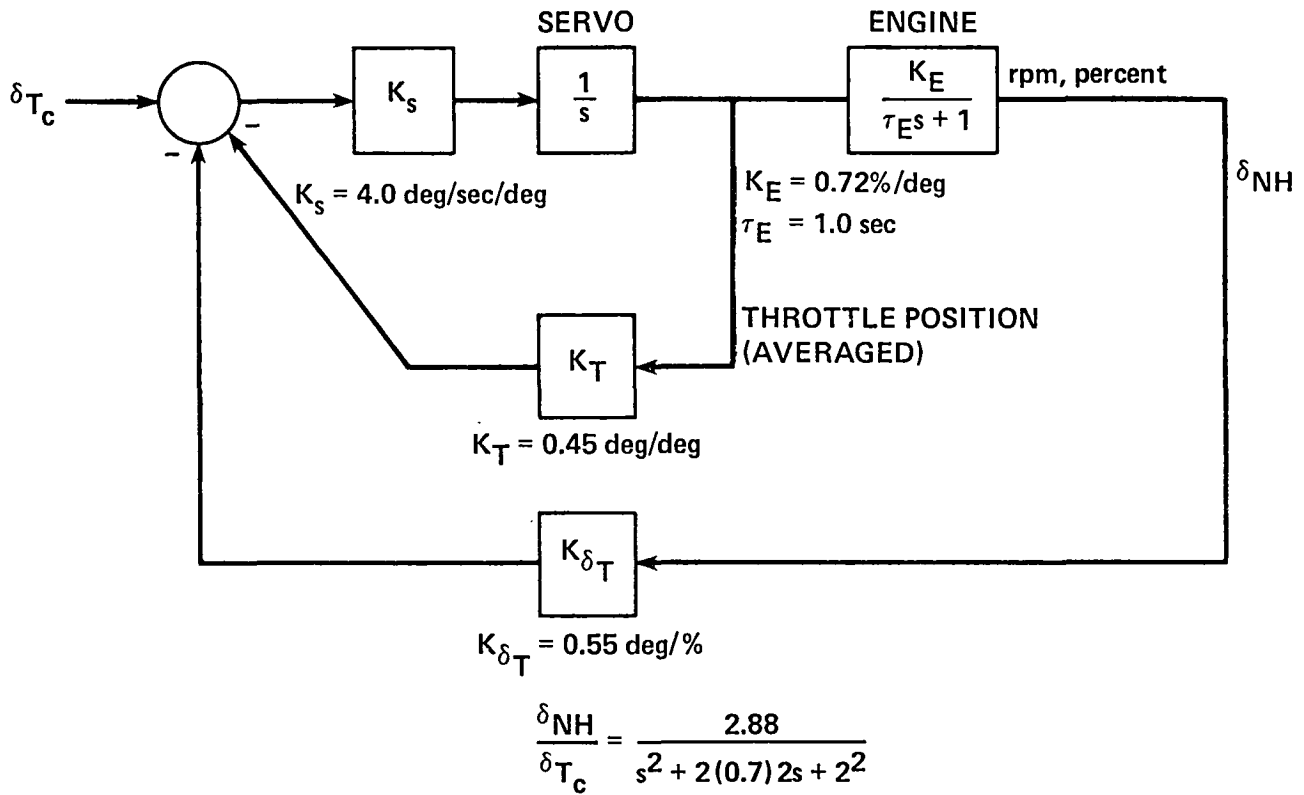 SERVO
ENGINE
δTc
Ks
1/s
KE/(τEs + 1)
rpm, percent
−
−
Ks = 4.0 deg/sec/deg
KE = 0.72%/deg
τE = 1.0 sec
δNH
THROTTLE POSITION
(AVERAGED)
KT
KT = 0.45 deg/deg
KδT
KδT = 0.55 deg/%
δNH/δTc = 2.88/(s² + 2(0.7)2s + 2²)